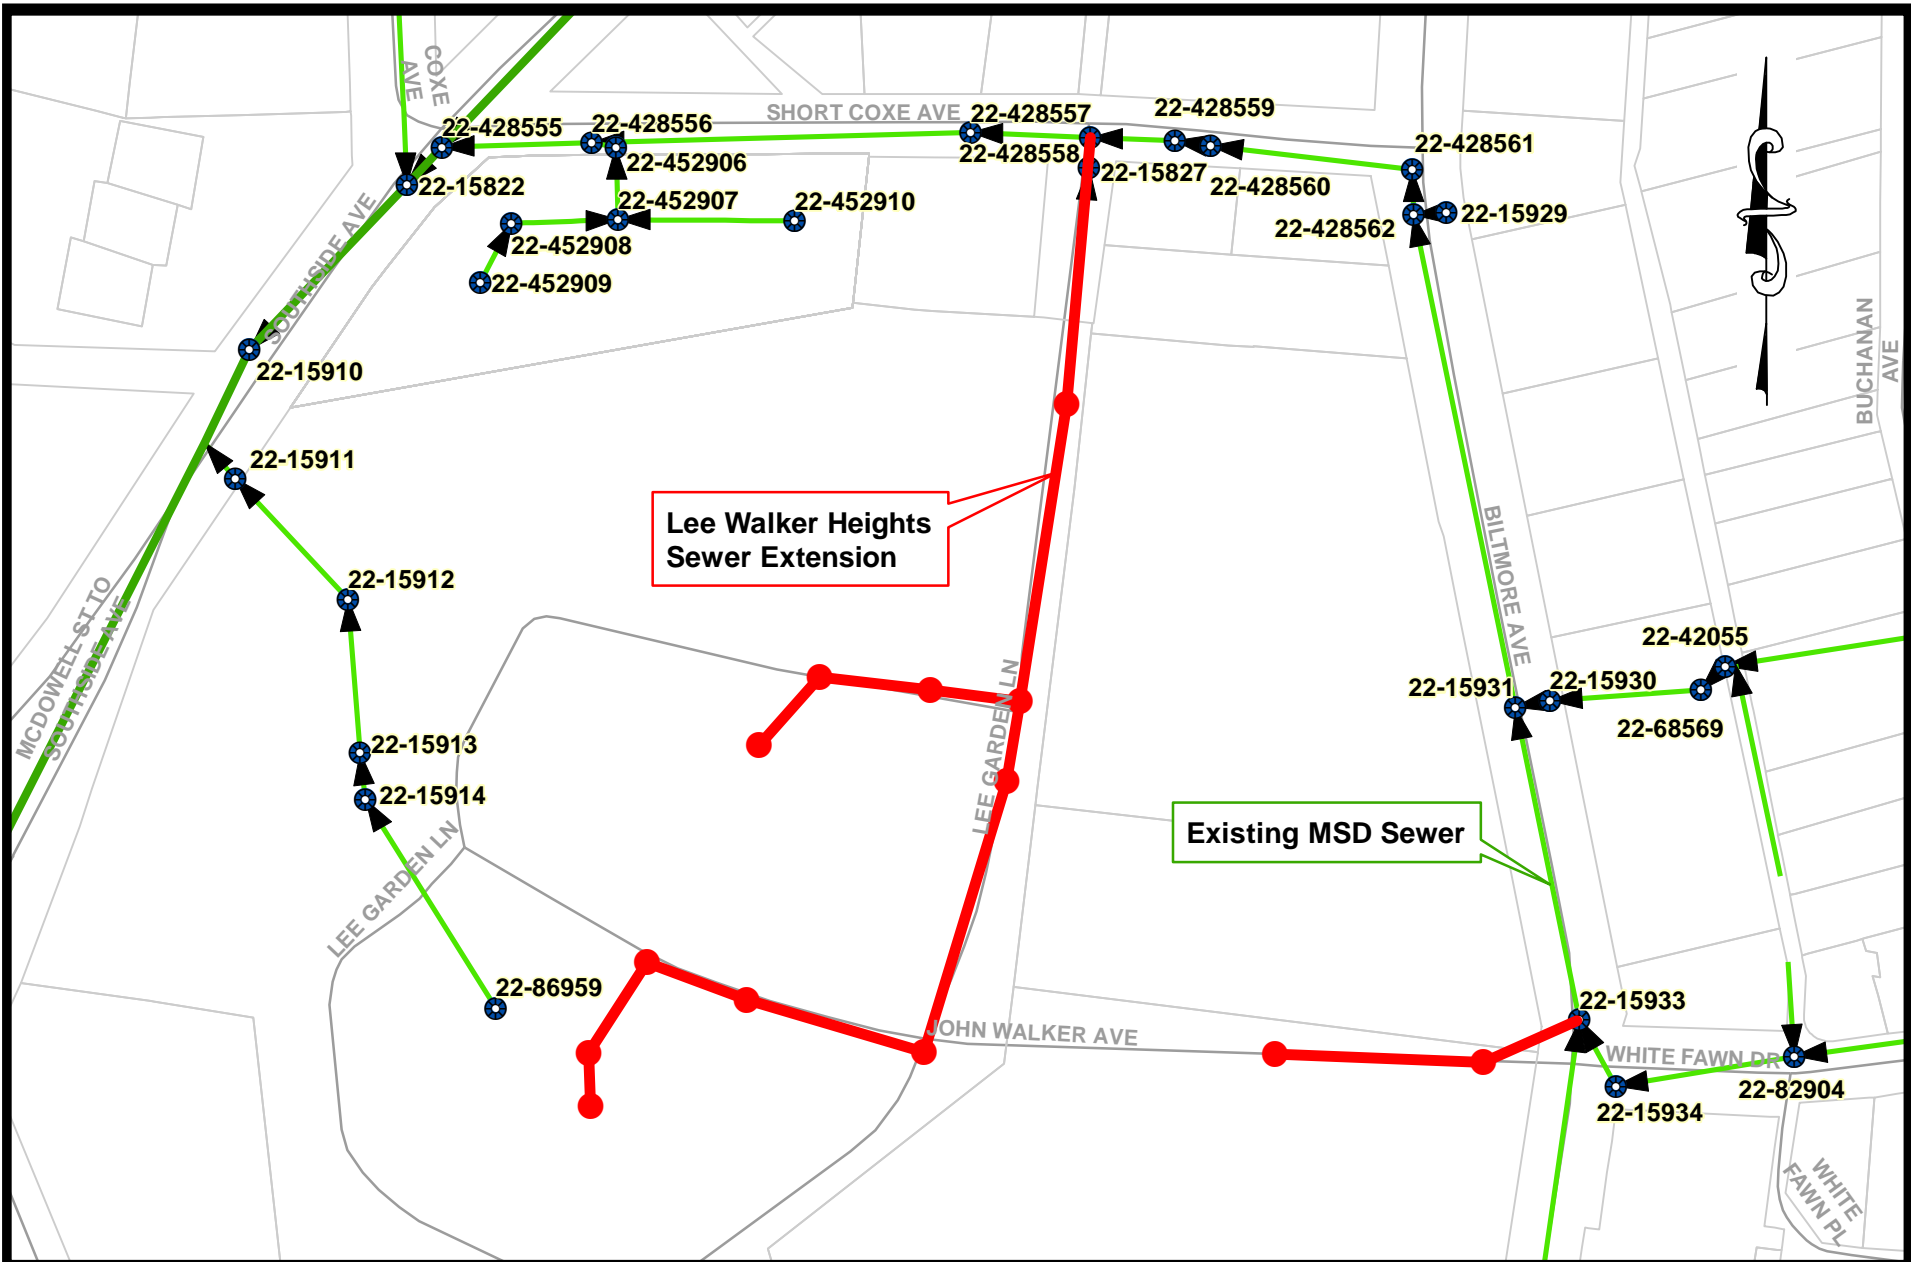 COXE
AVE
22-428555
22-428556
SHORT COXE AVE
22-428557
22-428559
22-452906
22-428558
22-15827
22-428561
22-15822
22-452907
22-452910
22-428560
22-15929
22-428562
22-452908
22-452909
SOUTHSIDE AVE
22-15910
BUCHANAN
AVE
22-15911
Lee Walker Heights
Sewer Extension
BILTMORE AVE
22-15912
MCDOWELL ST TO
SOUTHSIDE AVE
22-42055
22-15931
22-15930
22-68569
LEE GARDEN LN
22-15913
22-15914
Existing MSD Sewer
LEE GARDEN LN
22-86959
22-15933
JOHN WALKER AVE
WHITE FAWN DR
22-82904
22-15934
WHITE
FAWN PL